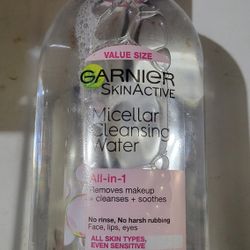 VALUE SIZE
GARNIER
SKINACTIVE
Micellar
Cleansing
Water
All-in-1
Removes makeup
+ cleanses + soothes
No rinse, No harsh rubbing
Face, lips, eyes
ALL SKIN TYPES,
EVEN SENSITIVE